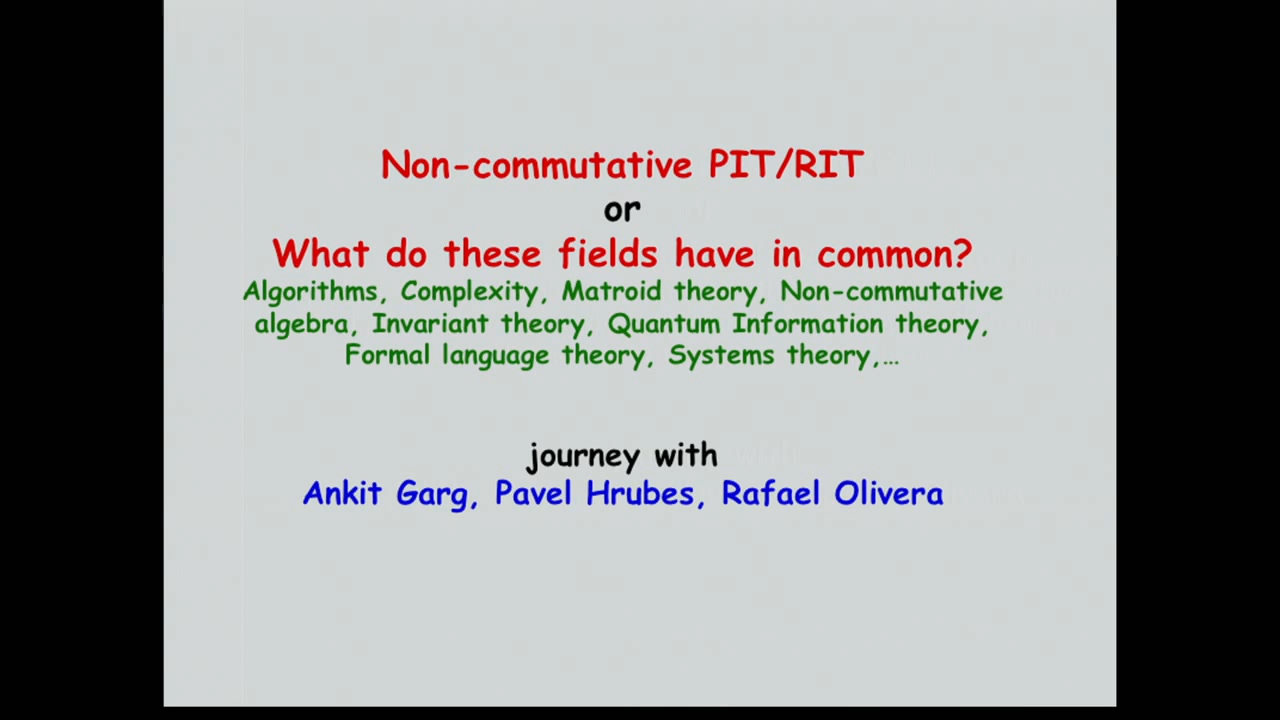 Non-commutative PIT/RIT
or
What do these fields have in common?
Algorithms, Complexity, Matroid theory, Non-commutative
algebra, Invariant theory, Quantum Information theory,
Formal language theory, Systems theory,...
journey with
Ankit Garg, Pavel Hrubes, Rafael Olivera